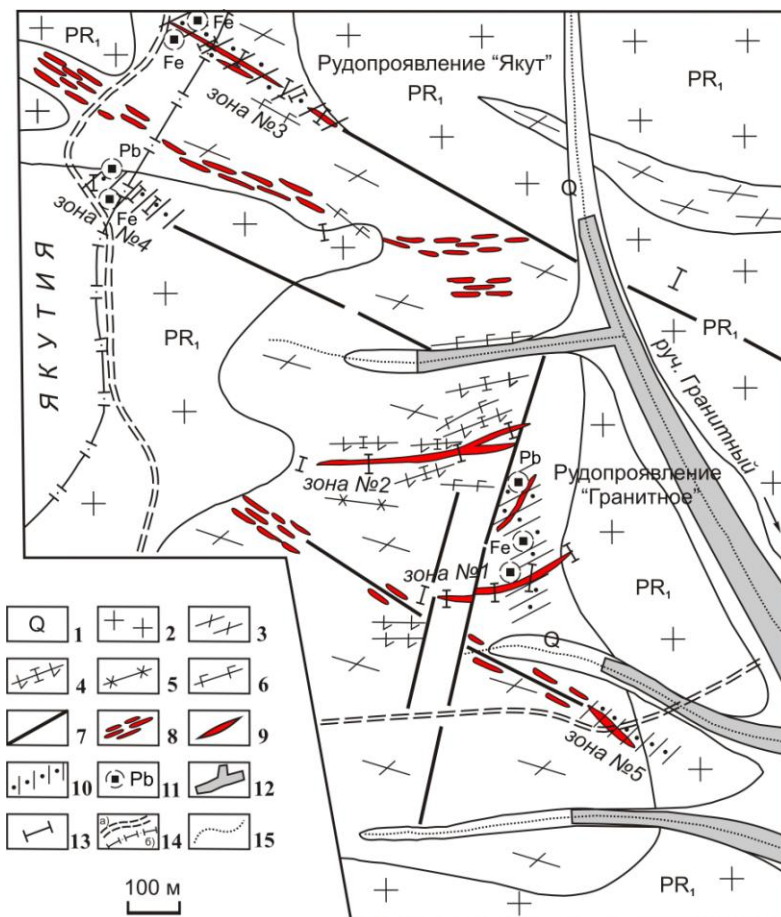 Fe
PR₁
Fe
Рудопроявление “Якут”
PR₁
PR₁
зона №3
Pb
Q
зона №4
Fe
ЯКУТИЯ
PR₁
PR₁
руч. Гранитный
Pb
Рудопроявление
“Гранитное”
зона №2
Fe
зона №1
PR₁
Q
зона №5
Q 1
2
3
4
5
6
7
8
9
10
Pb 11
12
13
а) б) 14
15
100 м
PR₁